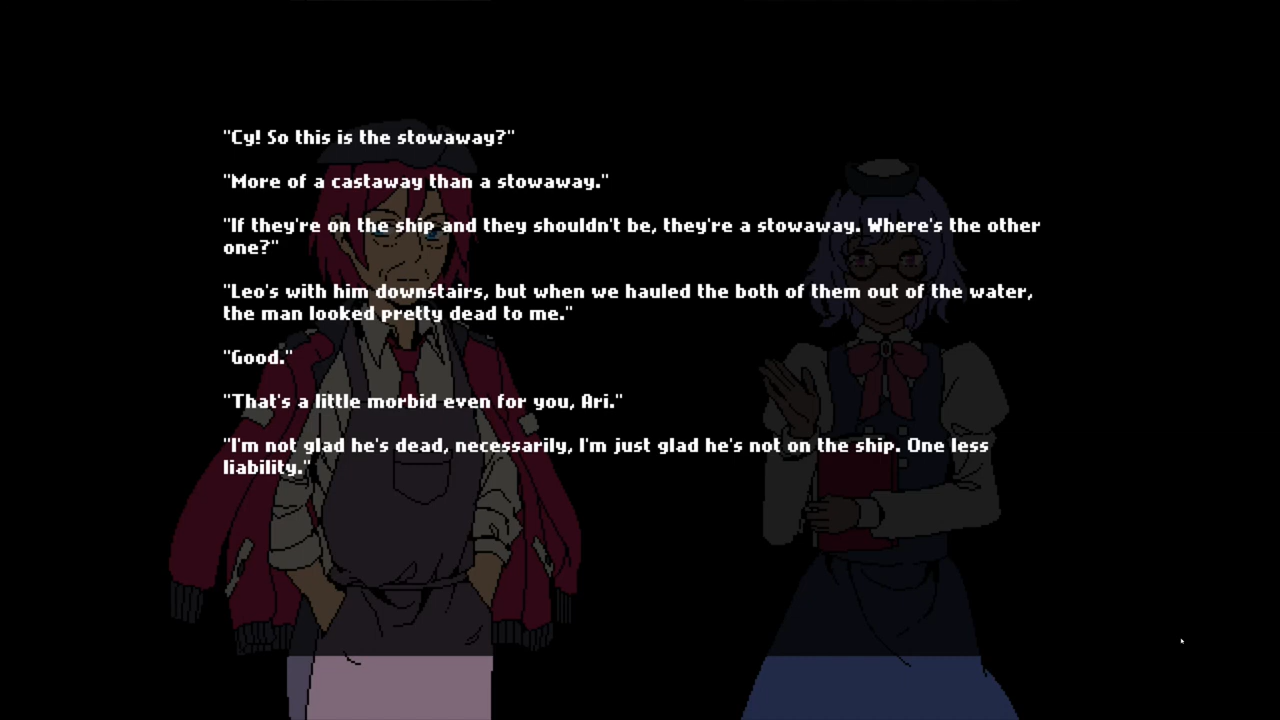 "Cy! So this is the stowaway?"
"More of a castaway than a stowaway."
"If they're on the ship and they shouldn't be, they're a stowaway. Where's the other
one?"
"Leo's with him downstairs, but when we hauled the both of them out of the water,
the man looked pretty dead to me."
"Good."
"That's a little morbid even for you, Ari."
"I'm not glad he's dead, necessarily, I'm just glad he's not on the ship. One less
liability."